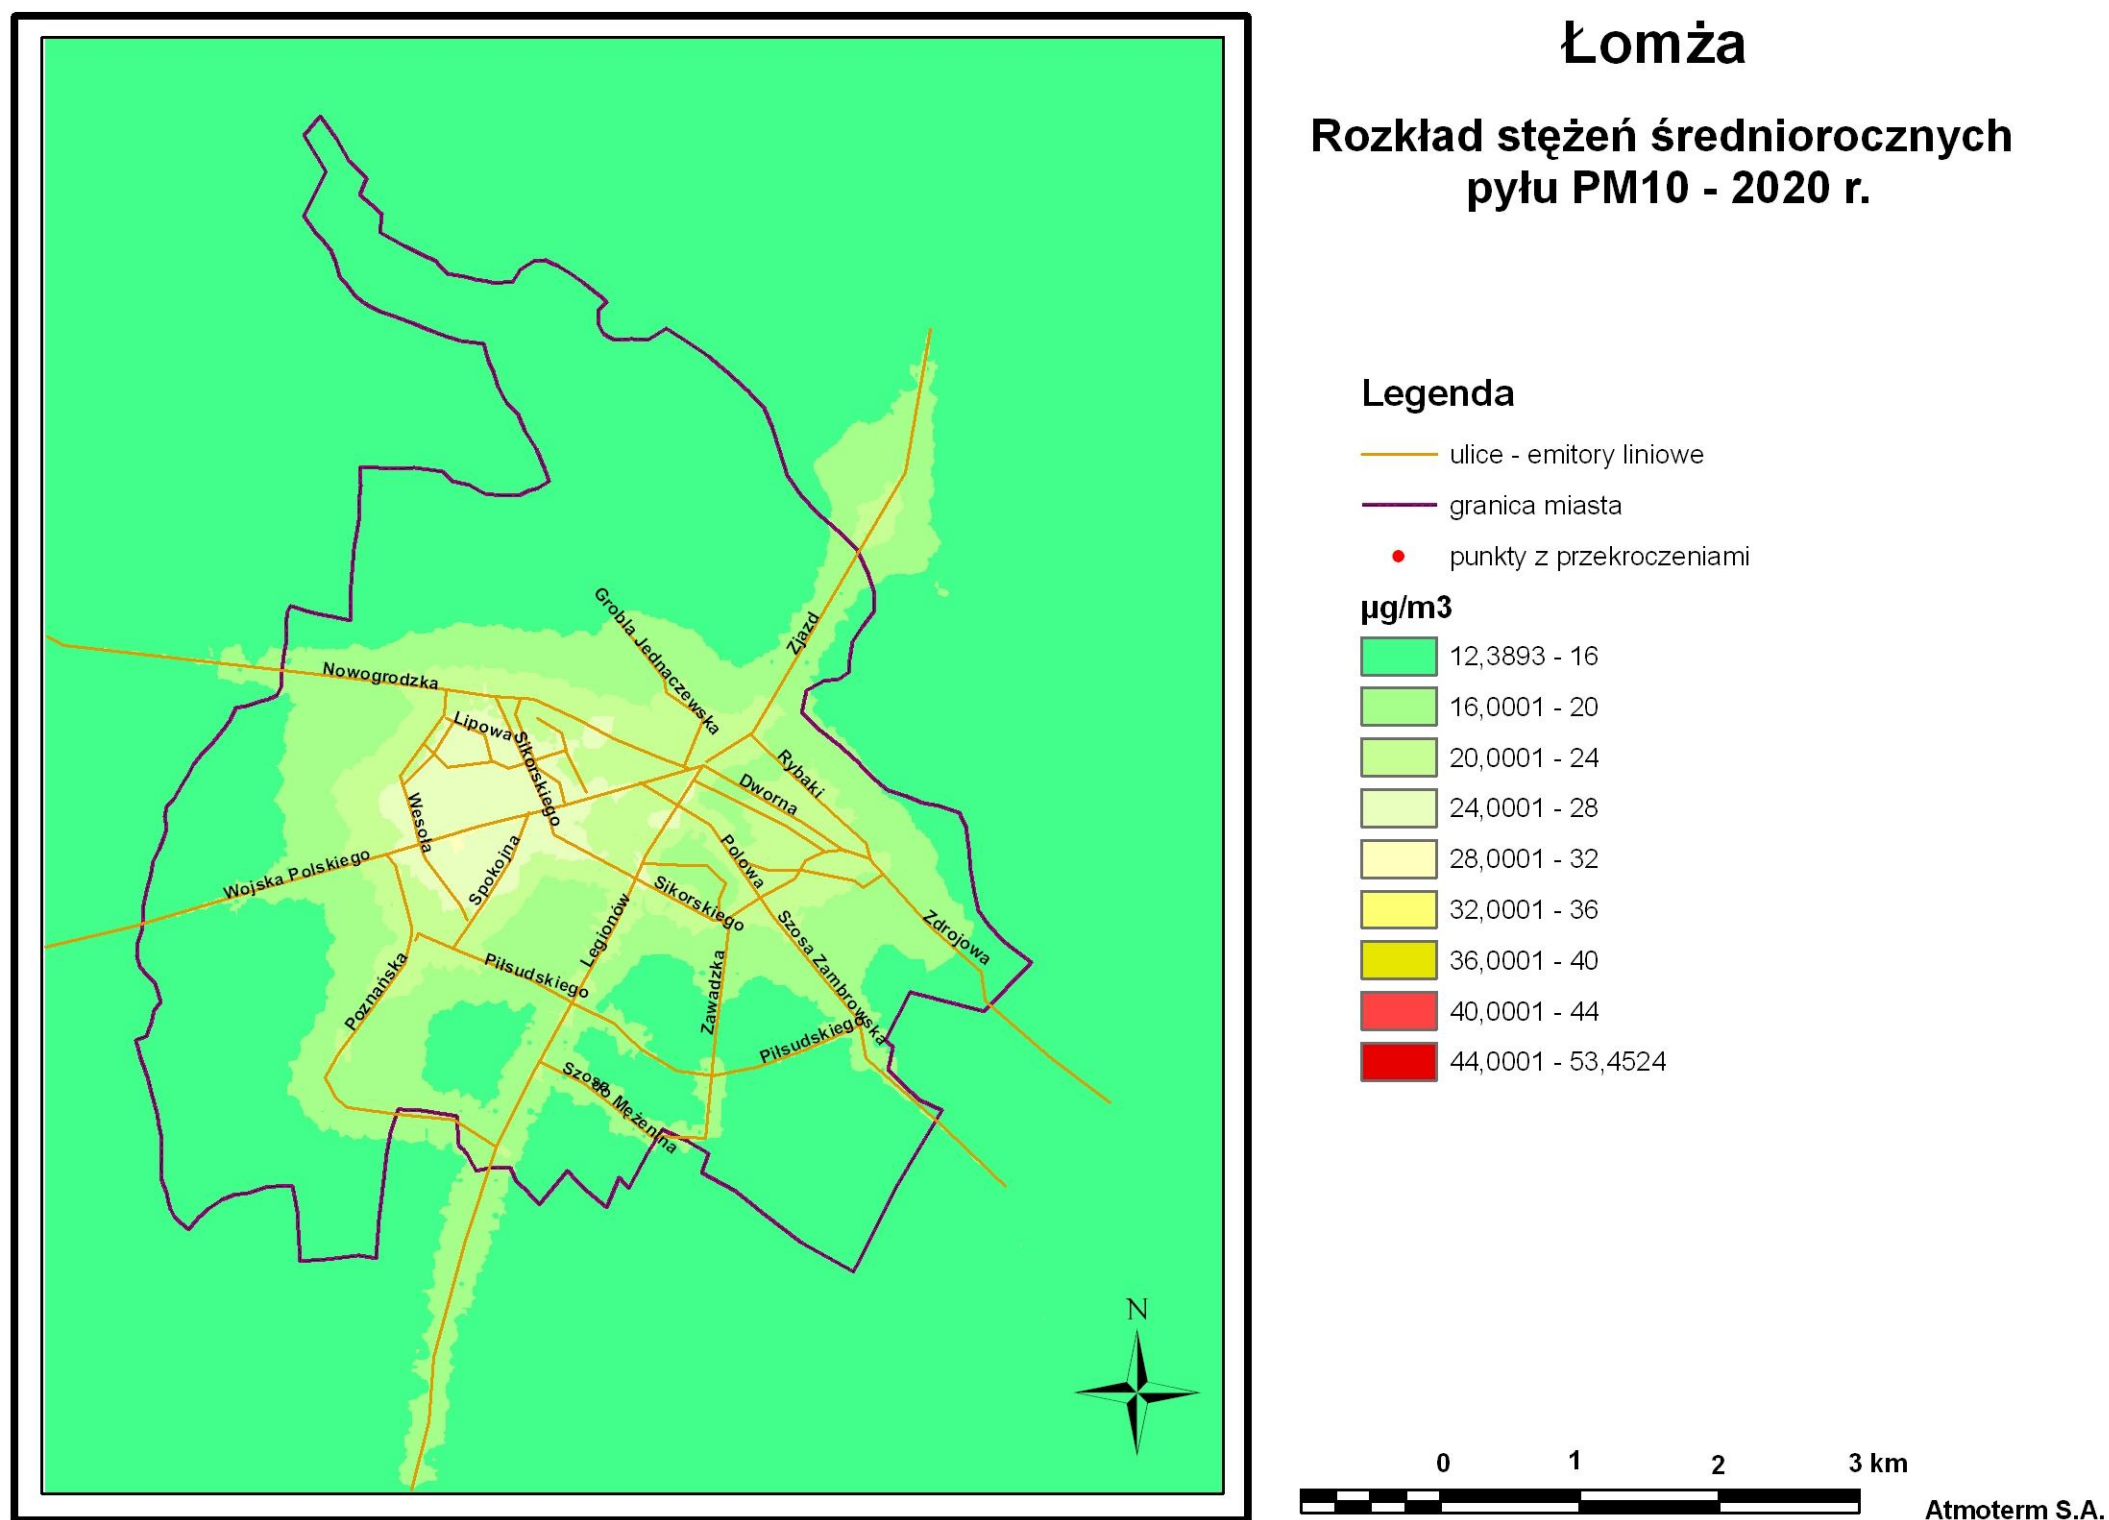 Łomża
Rozkład stężeń średniorocznych
pyłu PM10 - 2020 r.
Legenda
ulice - emitory liniowe
granica miasta
punkty z przekroczeniami
µg/m3
12,3893 - 16
16,0001 - 20
20,0001 - 24
24,0001 - 28
28,0001 - 32
32,0001 - 36
36,0001 - 40
40,0001 - 44
44,0001 - 53,4524
Grobla Jednaczewska
Zjazd
Nowogrodzka
Lipowa
Sikorskiego
Rybaki
Dworna
Wesoła
Wojska Polskiego
Spokojna
Polowa
Sikorskiego
Legionów
Szosa Zambrowska
Zdrojowa
Piłsudskiego
Poznańska
Zawadzka
Piłsudskiego
Szosa do Mężenina
N
0 1 2 3 km
Atmoterm S.A.